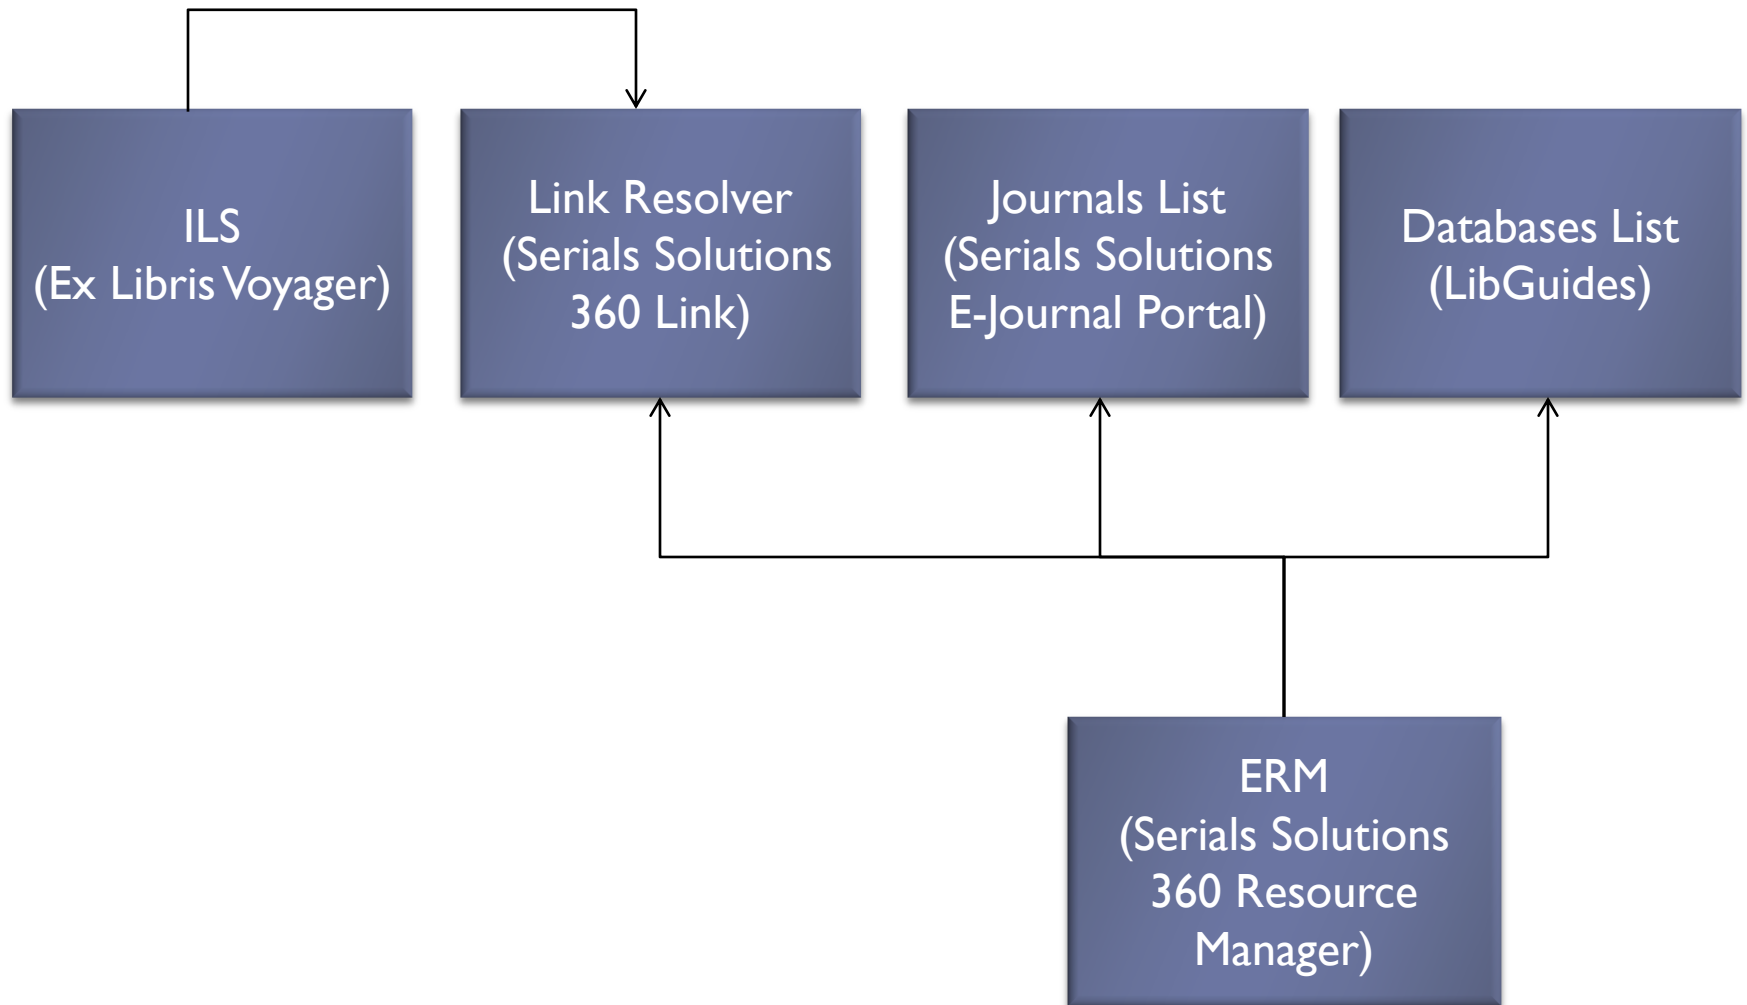 ILS
(Ex Libris Voyager)
Link Resolver
(Serials Solutions
360 Link)
Journals List
(Serials Solutions
E-Journal Portal)
Databases List
(LibGuides)
ERM
(Serials Solutions
360 Resource
Manager)